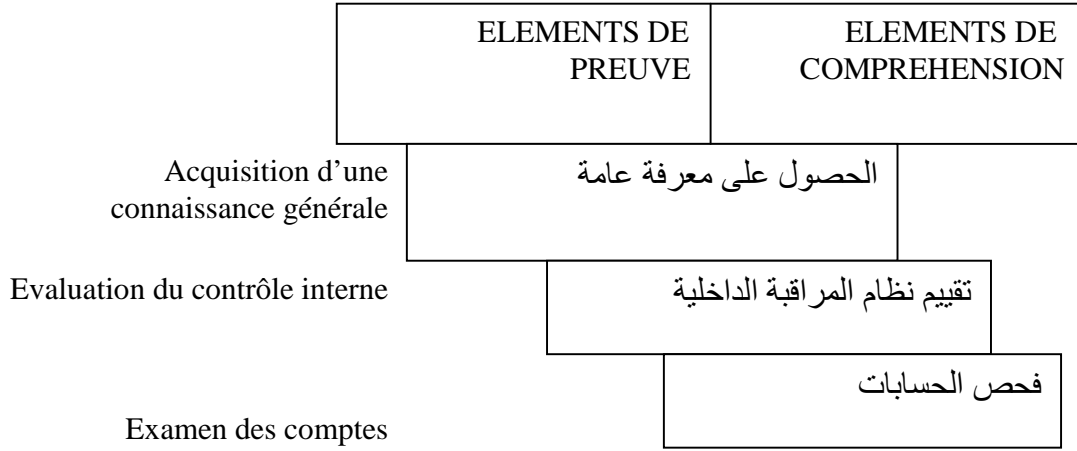 ELEMENTS DE
PREUVE
ELEMENTS DE
COMPREHENSION
Acquisition d’une
connaissance générale
الحصول على معرفة عامة
Evaluation du contrôle interne
تقييم نظام المراقبة الداخلية
فحص الحسابات
Examen des comptes